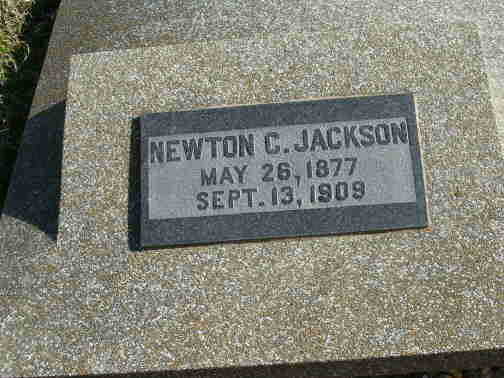 NEWTON C. JACKSON
MAY 26, 1877
SEPT. 13, 1909